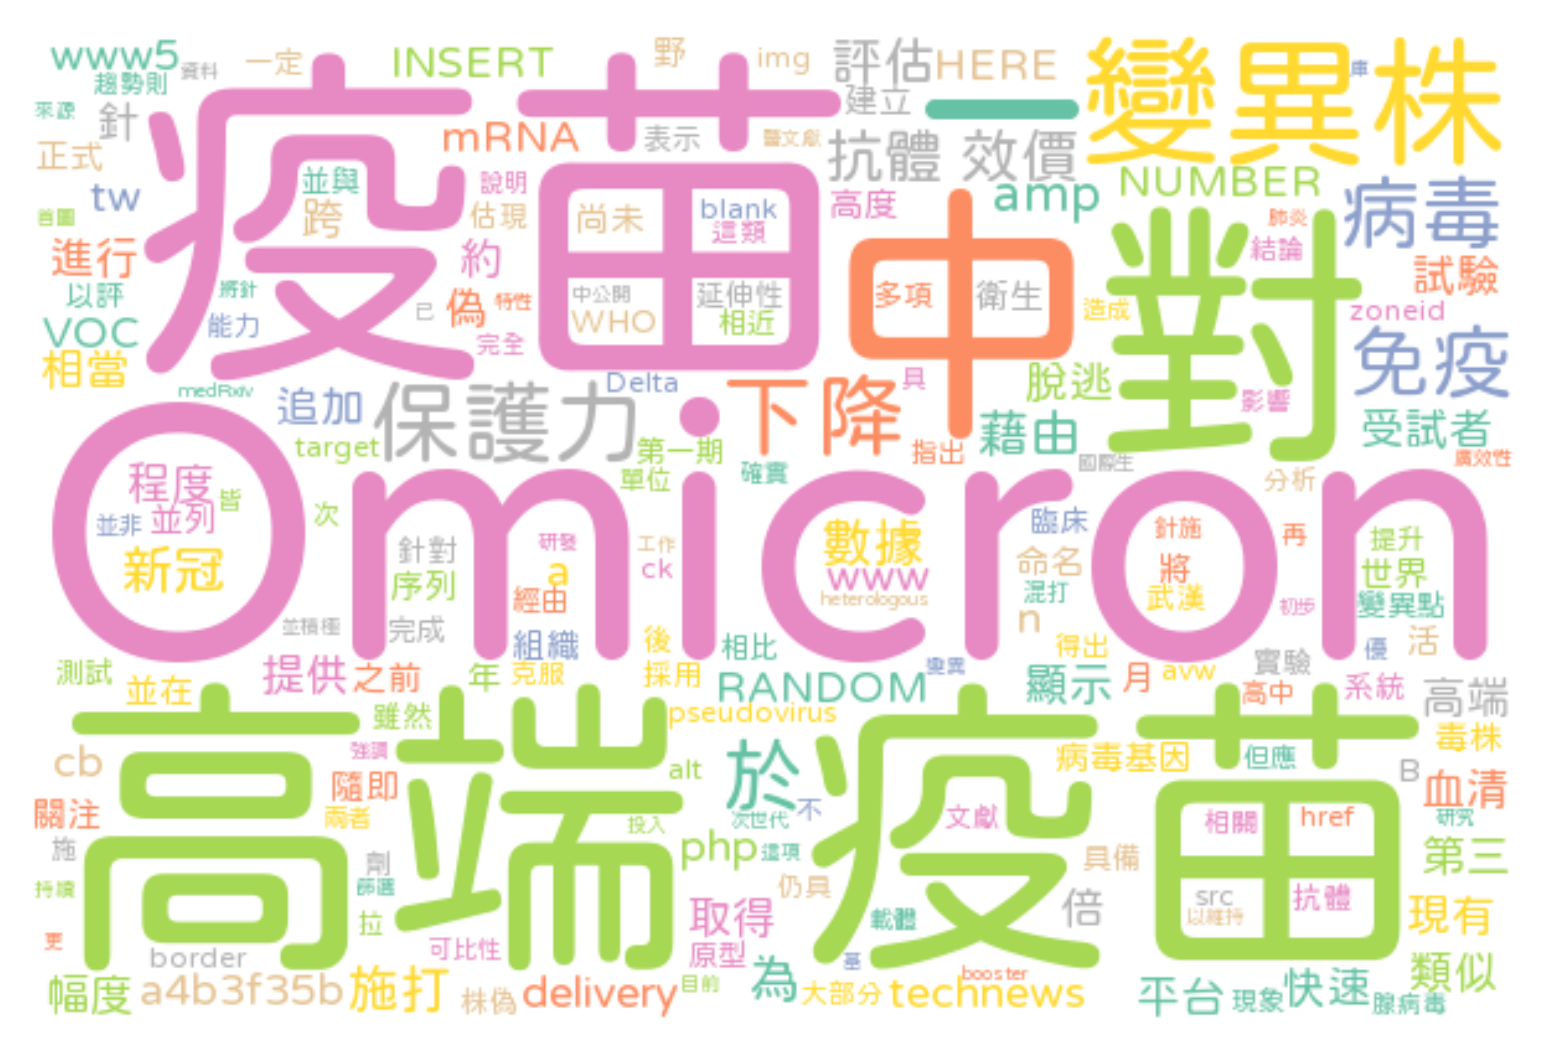 www5 資料 一定 INSERT 野 img 評估 HERE 變異株 庫
趨勢則 疫苗 建立 一
來源 針 mRNA 表示 醫文獻 抗體 效價
正式 並與 說明 NUMBER 病毒
tw 跨 估現 尚未 blank 這類 高度 amp 對 肺炎
首圖 進行 約 中 結論 試驗
以評 將針 已 偽 特性 中公開 延伸性 多項 衛生 造成 zoneid
VOC 能力 完全 WHO 相近 免疫
相當 medRxiv 追加 保護力 Delta 下降 具 脫逃 影響
target 第一期 指出 藉由 受試者
Omicron 單位 確實 國際生 分析 廣效性
程度 皆 次
並非 並列 針對 研發 工作 數據 臨床 針施 再 提升
新冠 序列 a ck www 命名 將 世界
經由 heterologous 混打 武漢 初步 變異點
並積極 完成 組織 後 相比 n 得出 優 活
測試 並在 提供 之前 年 克服 採用 變異 顯示 月 avw 實驗 系統
RANDOM 高中 高端
高端 雖然 pseudovirus 疫苗 毒株
cb 強調 alt 於 病毒基因 但應 B
關注 隨即 兩者 投入 不 次世代 文獻 相關 href 血清 研究
施 劑 php 這項 具備 第三
持續 篩選 仍具 src 抗體
更 拉 取得 載體 倍 以維持 現有
border 可比性 原型 基 booster 類似
幅度 a4b3f35b 施打 株偽 delivery 目前 為 大部分 technews 平台 現象 快速 腺病毒